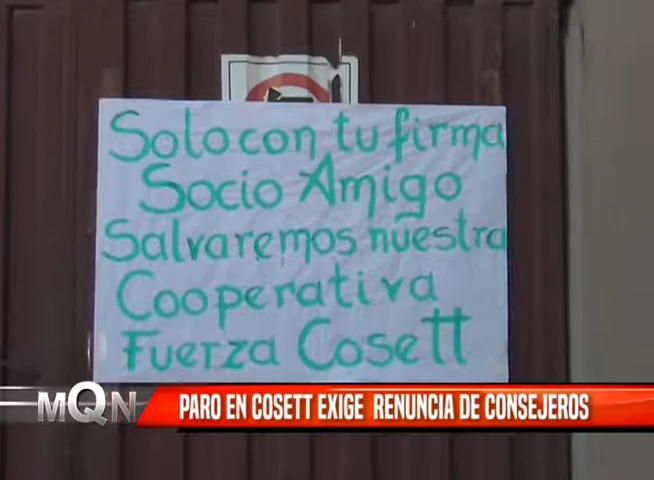 Solo con tu firma
Socio Amigo
Salvaremos nuestra
Cooperativa
Fuerza Cosett
MQN
PARO EN COSETT EXIGE RENUNCIA DE CONSEJEROS